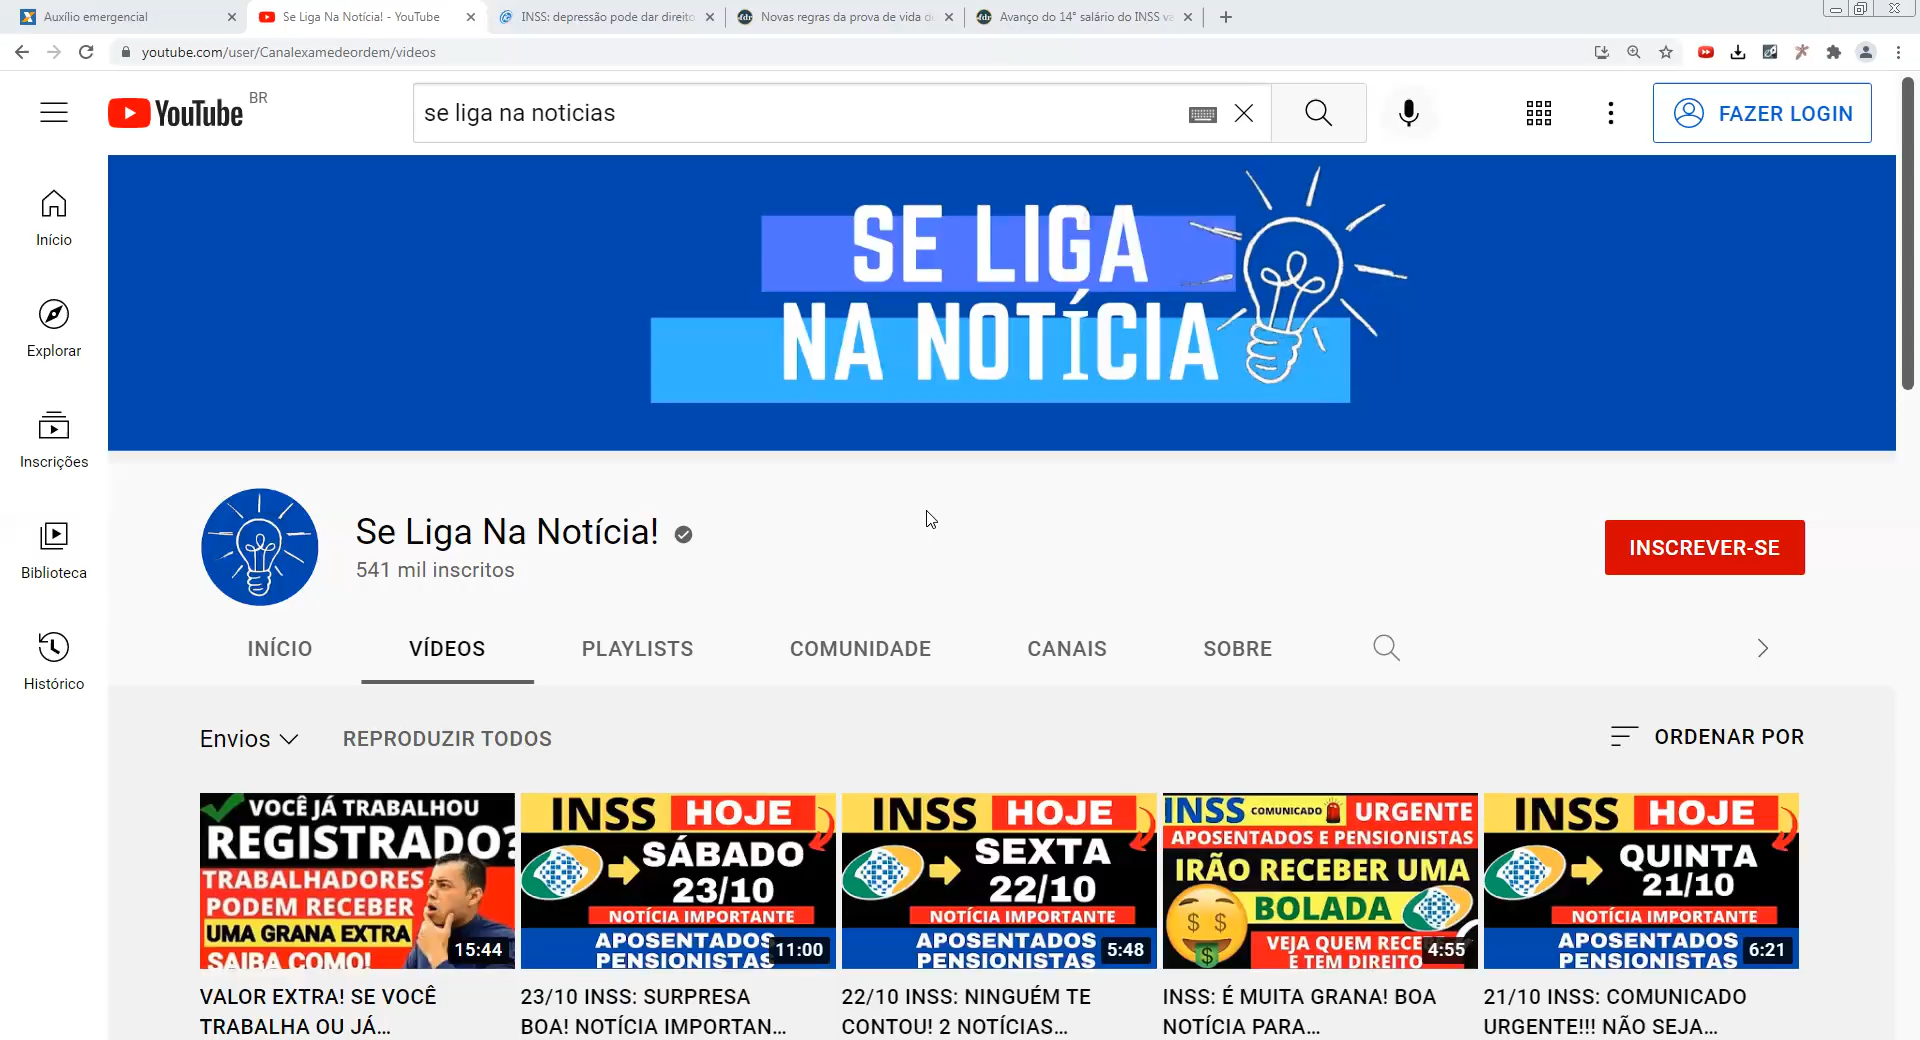 Auxílio emergencial
Se Liga Na Notícia! - YouTube
INSS: depressão pode dar direito
Novas regras da prova de vida d
Avanço do 14° salário do INSS va
youtube.com/user/Canalexamedeordem/videos
YouTube BR
se liga na noticias
FAZER LOGIN
SE LIGA
NA NOTÍCIA
Início
Explorar
Inscrições
Biblioteca
Histórico
Se Liga Na Notícia!
541 mil inscritos
INSCREVER-SE
INÍCIO
VÍDEOS
PLAYLISTS
COMUNIDADE
CANAIS
SOBRE
Envios
REPRODUZIR TODOS
ORDENAR POR
VOCÊ JÁ TRABALHOU
REGISTRADO?
TRABALHADORES
PODEM RECEBER
UMA GRANA EXTRA
SAIBA COMO!
15:44
VALOR EXTRA! SE VOCÊ
TRABALHA OU JÁ...
INSS HOJE
SÁBADO
23/10
NOTÍCIA IMPORTANTE
APOSENTADOS
PENSIONISTAS
11:00
23/10 INSS: SURPRESA
BOA! NOTÍCIA IMPORTAN...
INSS HOJE
SEXTA
22/10
NOTÍCIA IMPORTANTE
APOSENTADOS
PENSIONISTAS
5:48
22/10 INSS: NINGUÉM TE
CONTOU! 2 NOTÍCIAS...
INSS COMUNICADO URGENTE
APOSENTADOS E PENSIONISTAS
IRÃO RECEBER UMA
BOLADA
VEJA QUEM RECE
E TEM DIREITO
4:55
INSS: É MUITA GRANA! BOA
NOTÍCIA PARA...
INSS HOJE
QUINTA
21/10
NOTÍCIA IMPORTANTE
APOSENTADOS
PENSIONISTAS
6:21
21/10 INSS: COMUNICADO
URGENTE!!! NÃO SEJA...